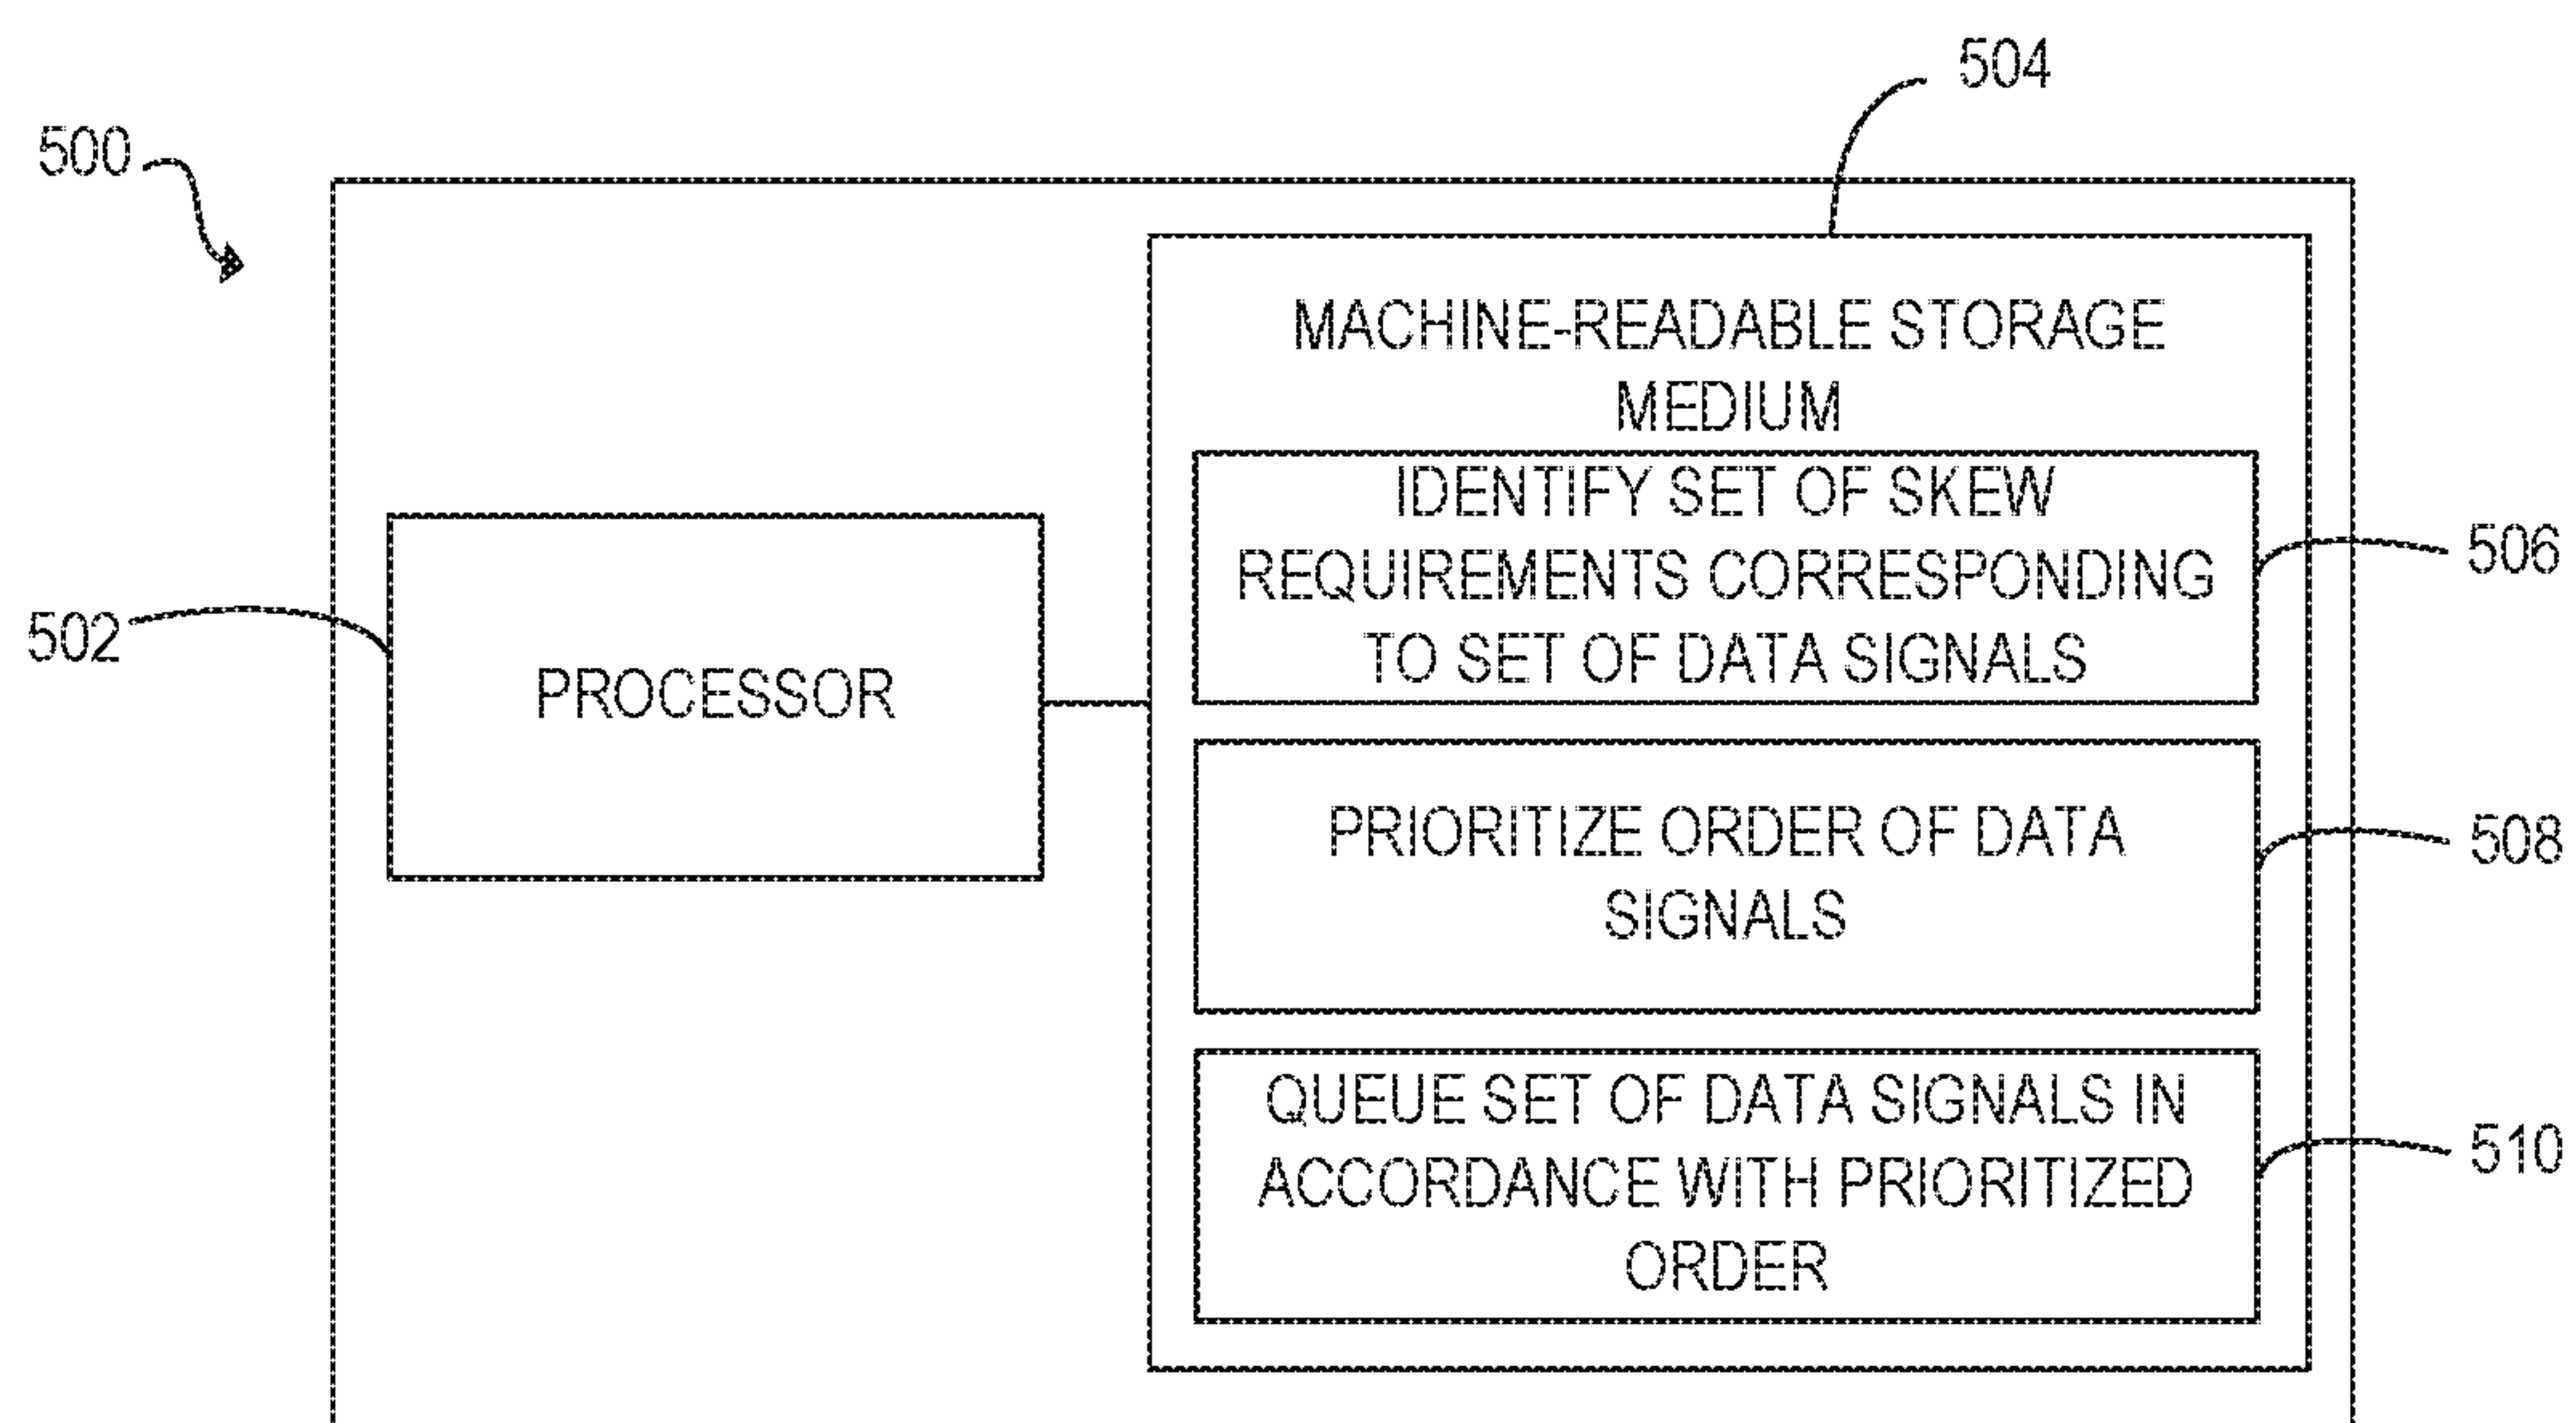 504
500
MACHINE-READABLE STORAGE
MEDIUM
IDENTIFY SET OF SKEW
REQUIREMENTS CORRESPONDING
TO SET OF DATA SIGNALS
506
502
PROCESSOR
PRIORITIZE ORDER OF DATA
SIGNALS
508
QUEUE SET OF DATA SIGNALS IN
ACCORDANCE WITH PRIORITIZED
ORDER
510